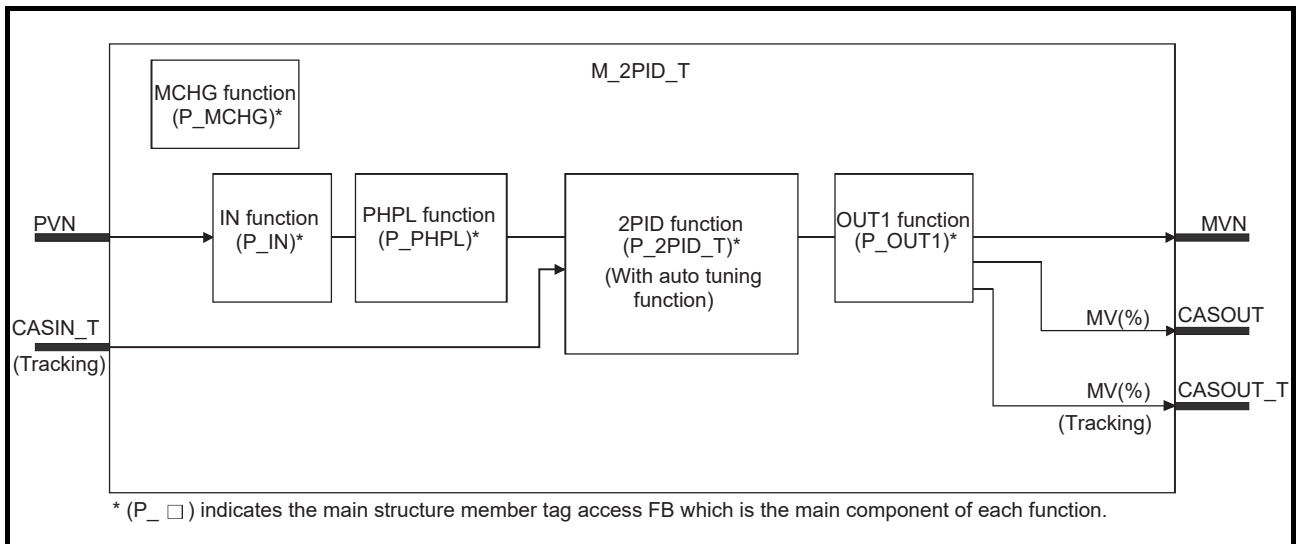 M_2PID_T
MCHG function
(P_MCHG)*
PVN
IN function
(P_IN)*
PHPL function
(P_PHPL)*
2PID function
(P_2PID_T)*
(With auto tuning
function)
OUT1 function
(P_OUT1)*
MVN
CASIN_T
(Tracking)
MV(%)
CASOUT
MV(%)
CASOUT_T
(Tracking)
* (P_ □ ) indicates the main structure member tag access FB which is the main component of each function.